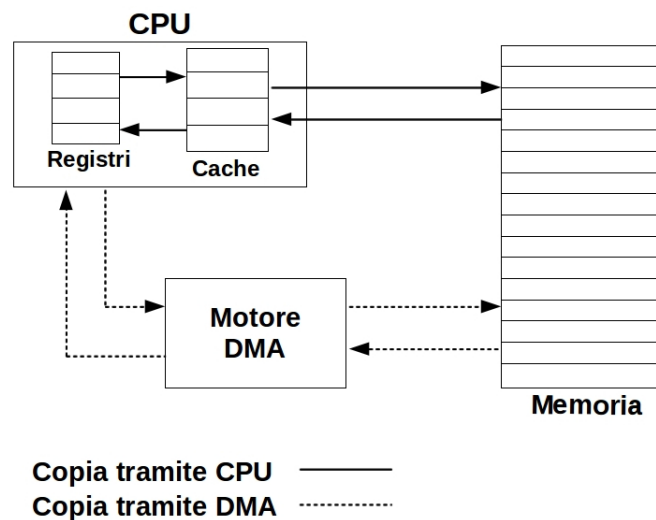 CPU
Registri
Cache
Motore
DMA
Memoria
Copia tramite CPU
Copia tramite DMA